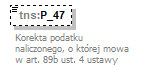 tns:P_47
Korekta podatku
naliczonego, o której mowa
w art. 89b ust. 4 ustawy